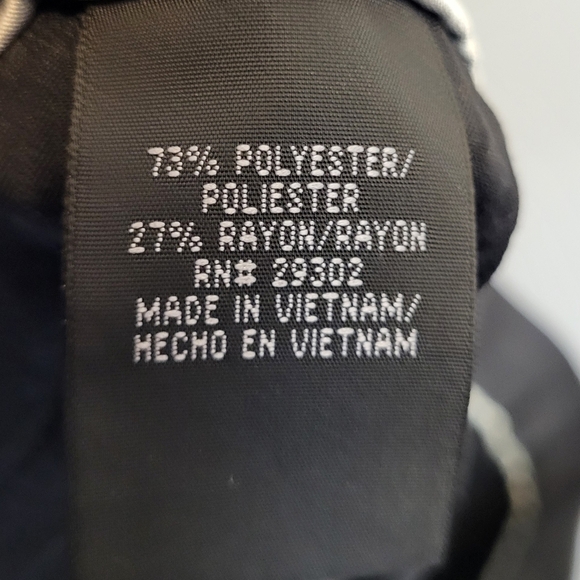 73% POLYESTER/
POLIESTER
27% RAYON/RAYON
RN# 29302
MADE IN VIETNAM/
HECHO EN VIETNAM